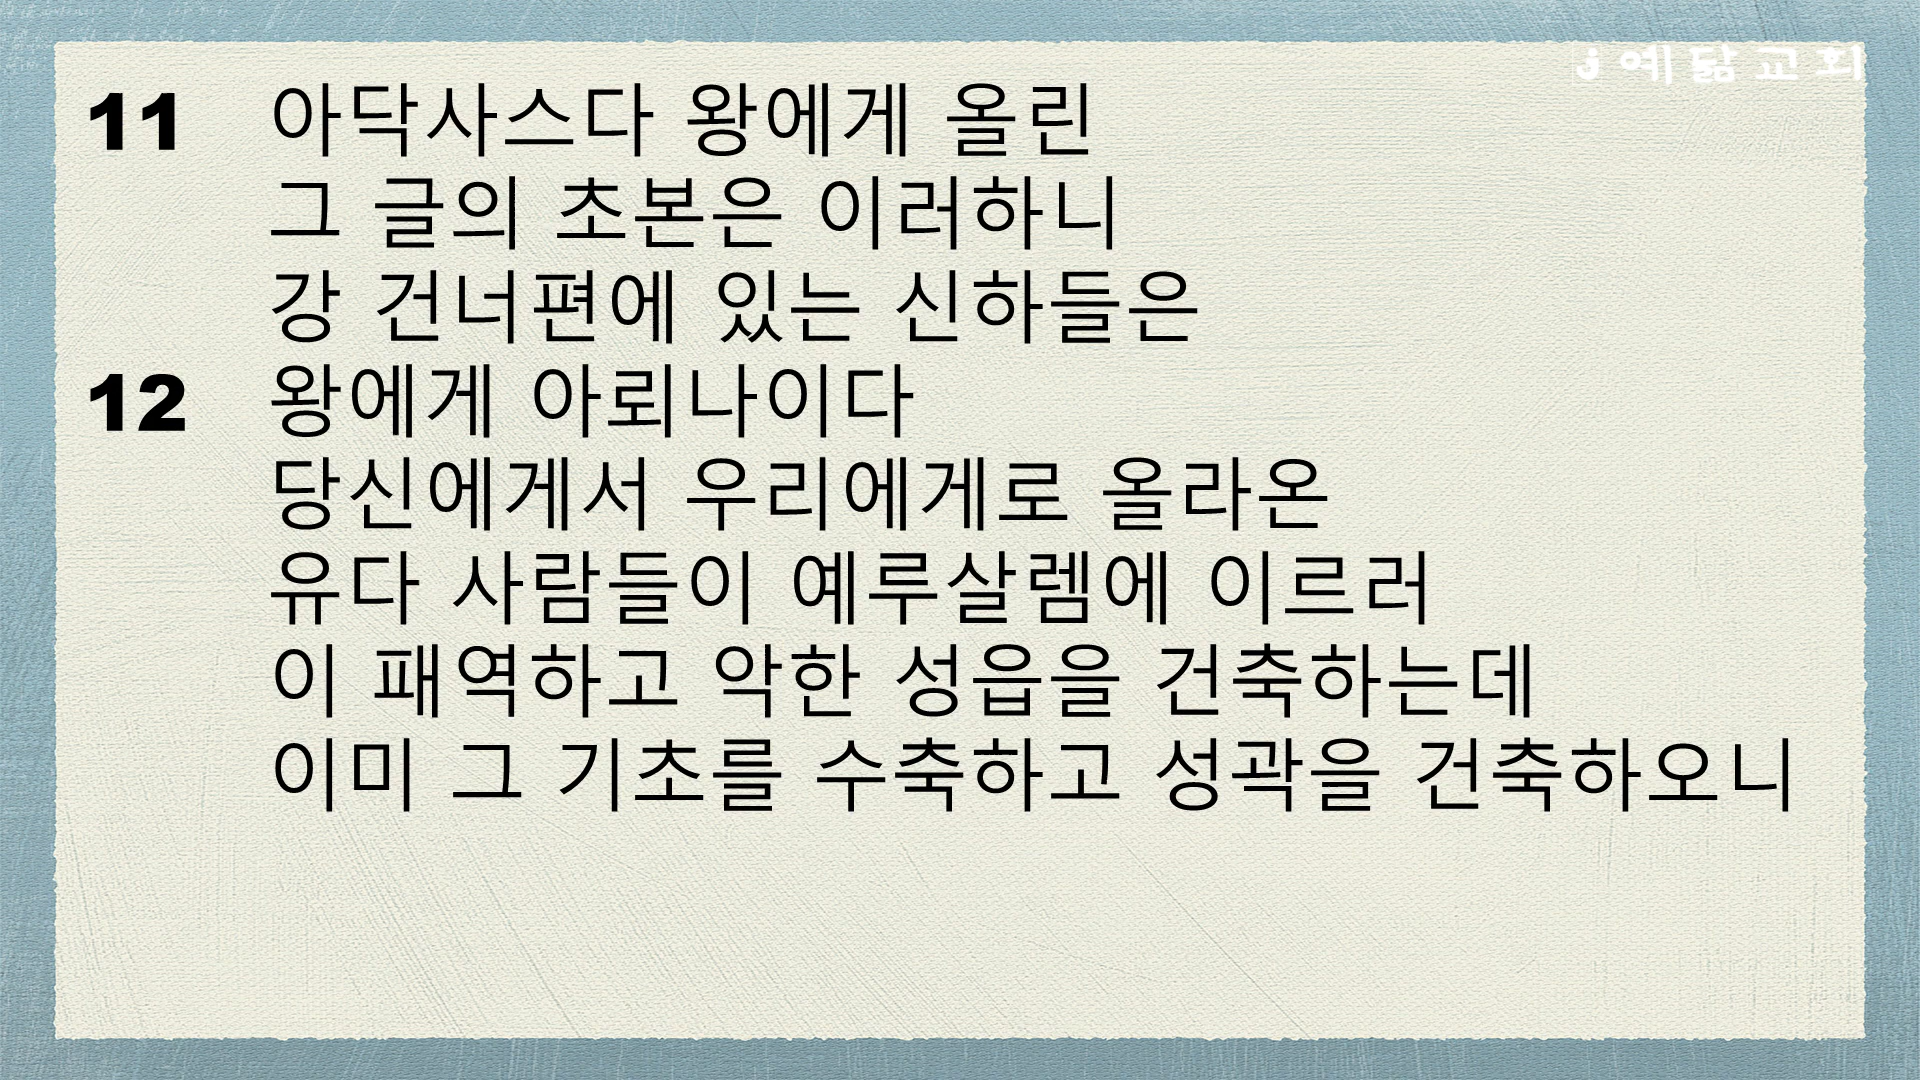 j 예닮교회
11 아닥사스다 왕에게 올린
그 글의 초본은 이러하니
강 건너편에 있는 신하들은
12 왕에게 아뢰나이다
당신에게서 우리에게로 올라온
유다 사람들이 예루살렘에 이르러
이 패역하고 악한 성읍을 건축하는데
이미 그 기초를 수축하고 성곽을 건축하오니